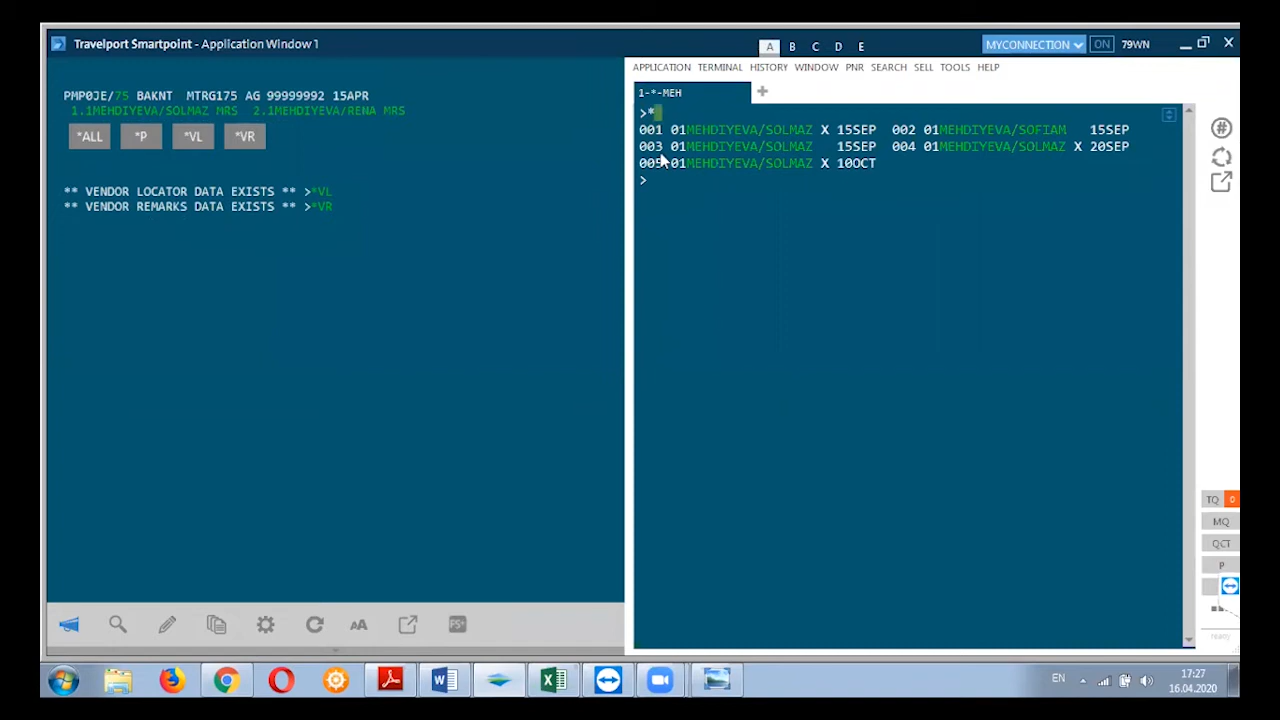 Travelport Smartpoint - Application Window 1
A B C D E
MYCONNECTION ON 79WN
APPLICATION TERMINAL HISTORY WINDOW PNR SEARCH SELL TOOLS HELP
PMP0JE/75 BAKNT MTRG175 AG 99999992 15APR
1.1MEHDIYEVA/SOLMAZ MRS 2.1MEHDIYEVA/RENA MRS
*ALL *P *VL *VR
** VENDOR LOCATOR DATA EXISTS ** >*VL
** VENDOR REMARKS DATA EXISTS ** >*VR
1-*-MEH
>*
001 01MEHDIYEVA/SOLMAZ X 15SEP 002 01MEHDIYEVA/SOFIAM 15SEP
003 01MEHDIYEVA/SOLMAZ 15SEP 004 01MEHDIYEVA/SOLMAZ X 20SEP
005 01MEHDIYEVA/SOLMAZ X 10OCT
>
TQ 0
MQ
QCT
P
ready
AA
FS+
EN
17:27
16.04.2020